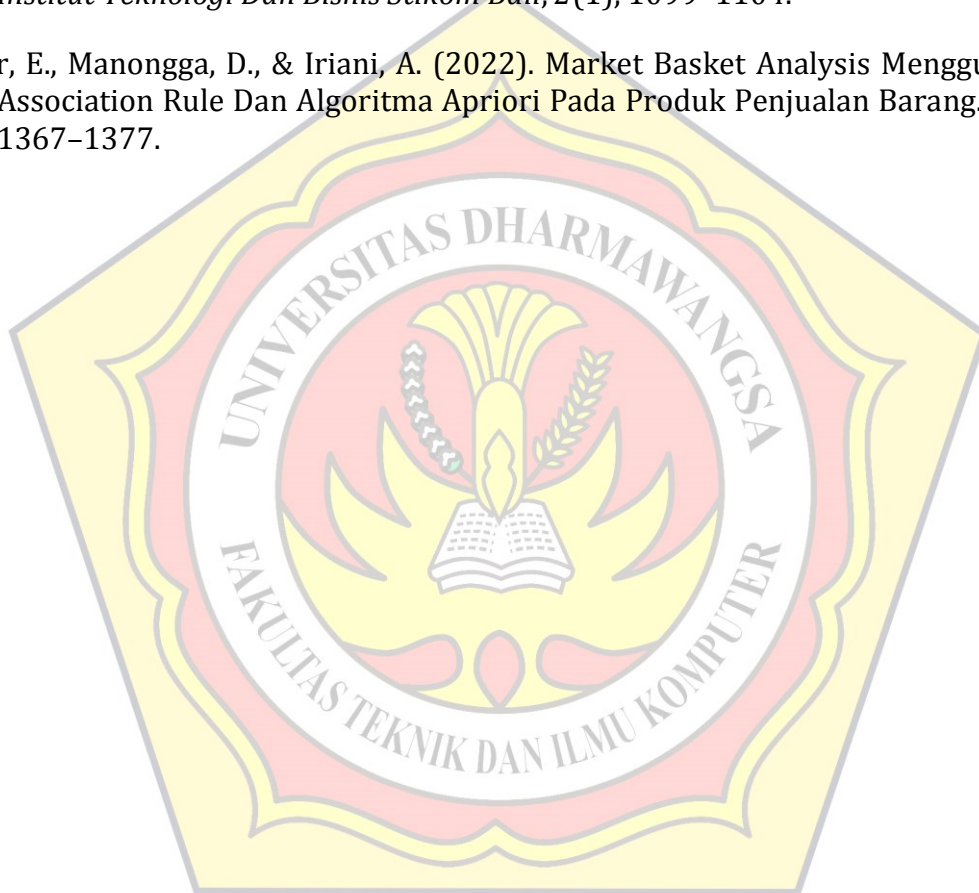 Institut Teknologi Dan Bisnis Stikom Bali, 2(1), 1099–1104.
r, E., Manongga, D., & Iriani, A. (2022). Market Basket Analysis Menggu
Association Rule Dan Algoritma Apriori Pada Produk Penjualan Barang.
1367–1377.
UNIVERSITAS DHARMAWANGSA
FAKULTAS TEKNIK DAN ILMU KOMPUTER